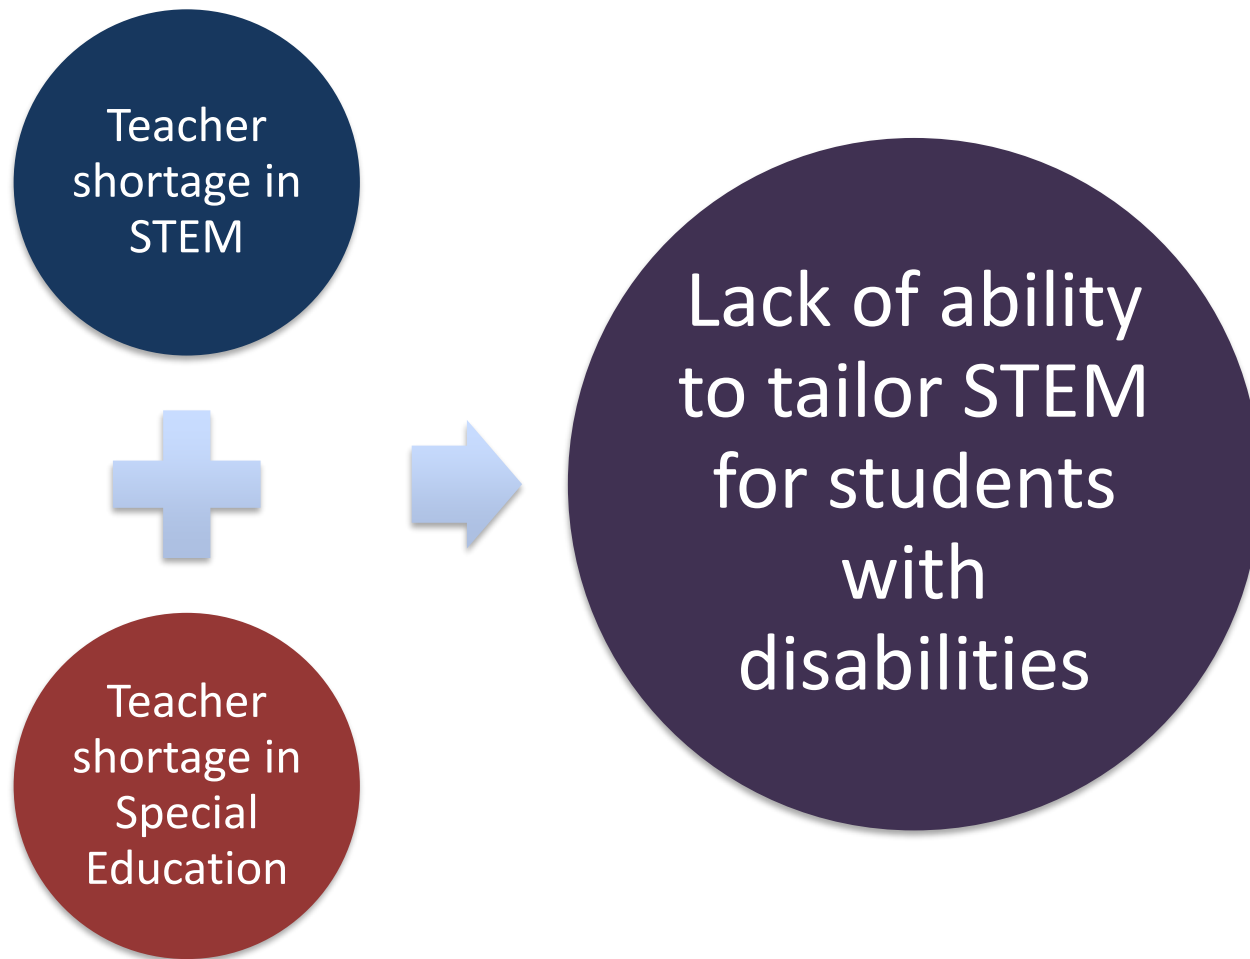 Teacher
shortage in
STEM
Teacher
shortage in
Special
Education
Lack of ability
to tailor STEM
for students
with
disabilities